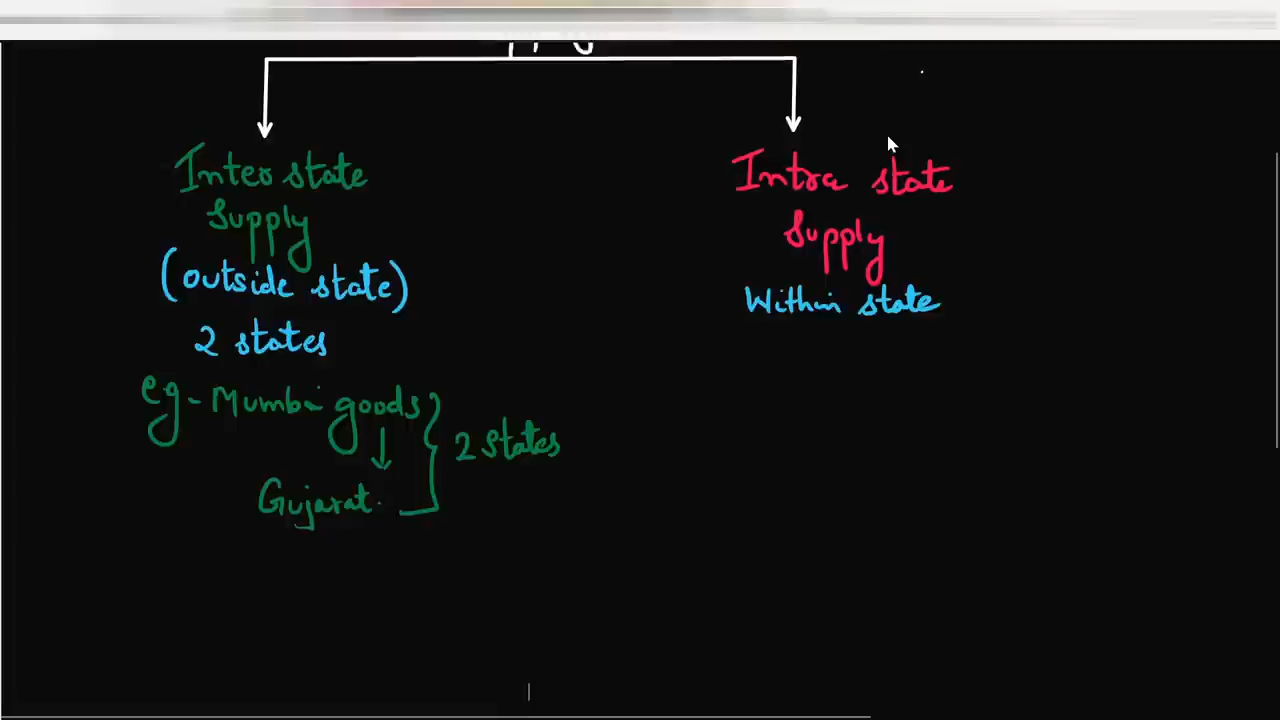 Inter state
Supply
(outside state)
2 states
eg - Mumbai goods
↓
Gujarat.
2 States
Intra state
Supply
Within state